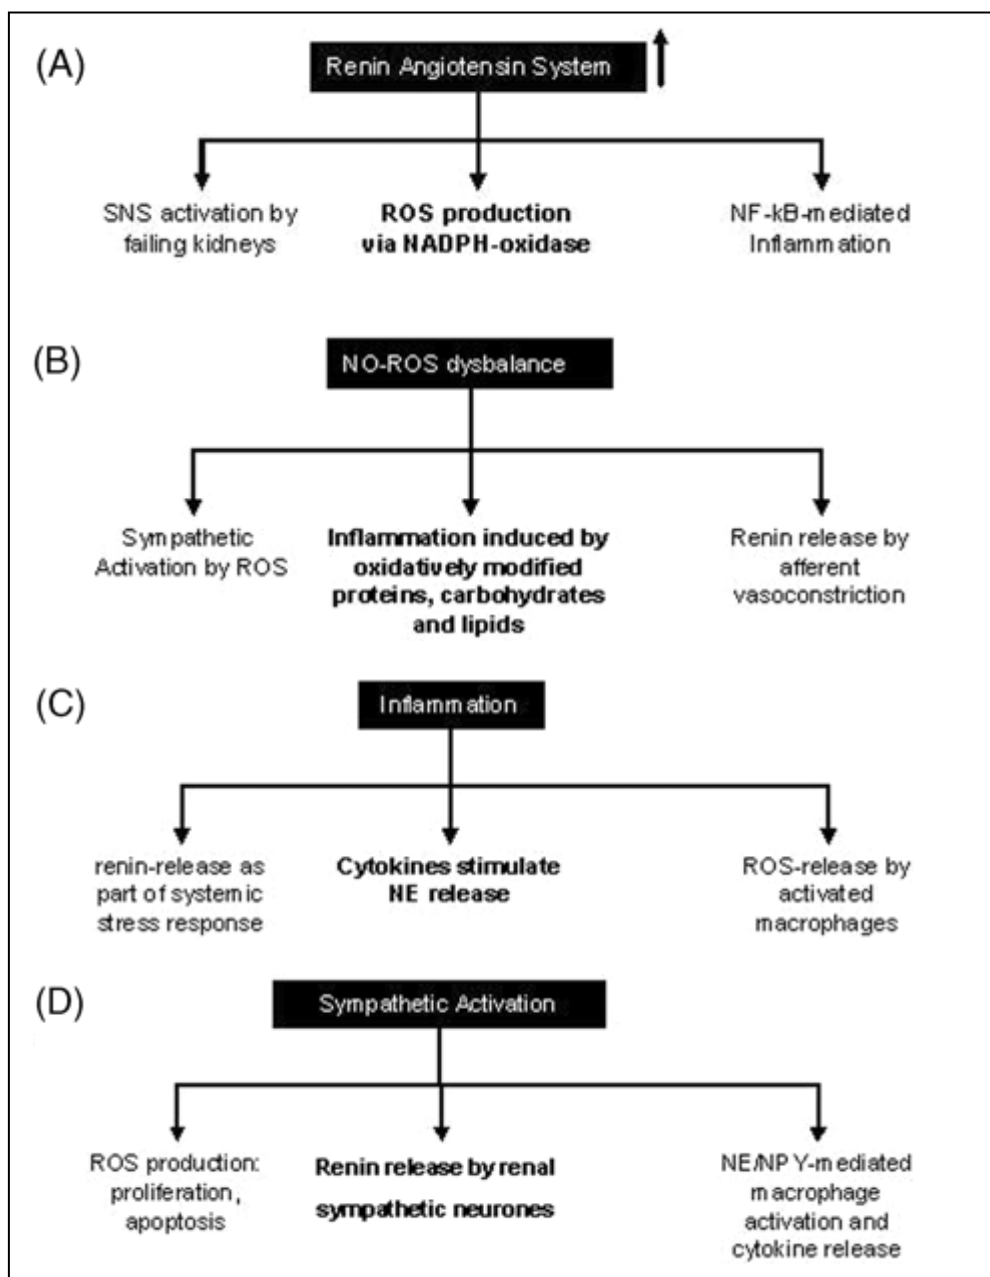 (A)
Renin Angiotensin System
SNS activation by
failing kidneys
ROS production
via NADPH-oxidase
NF-kB-mediated
Inflammation
(B)
NO-ROS dysbalance
Sympathetic
Activation by ROS
Inflammation induced by
oxidatively modified
proteins, carbohydrates
and lipids
Renin release by
afferent
vasoconstriction
(C)
Inflammation
renin-release as
part of systemic
stress response
Cytokines stimulate
NE release
ROS-release by
activated
macrophages
(D)
Sympathetic Activation
ROS production:
proliferation,
apoptosis
Renin release by renal
sympathetic neurones
NE/NPY-mediated
macrophage
activation and
cytokine release